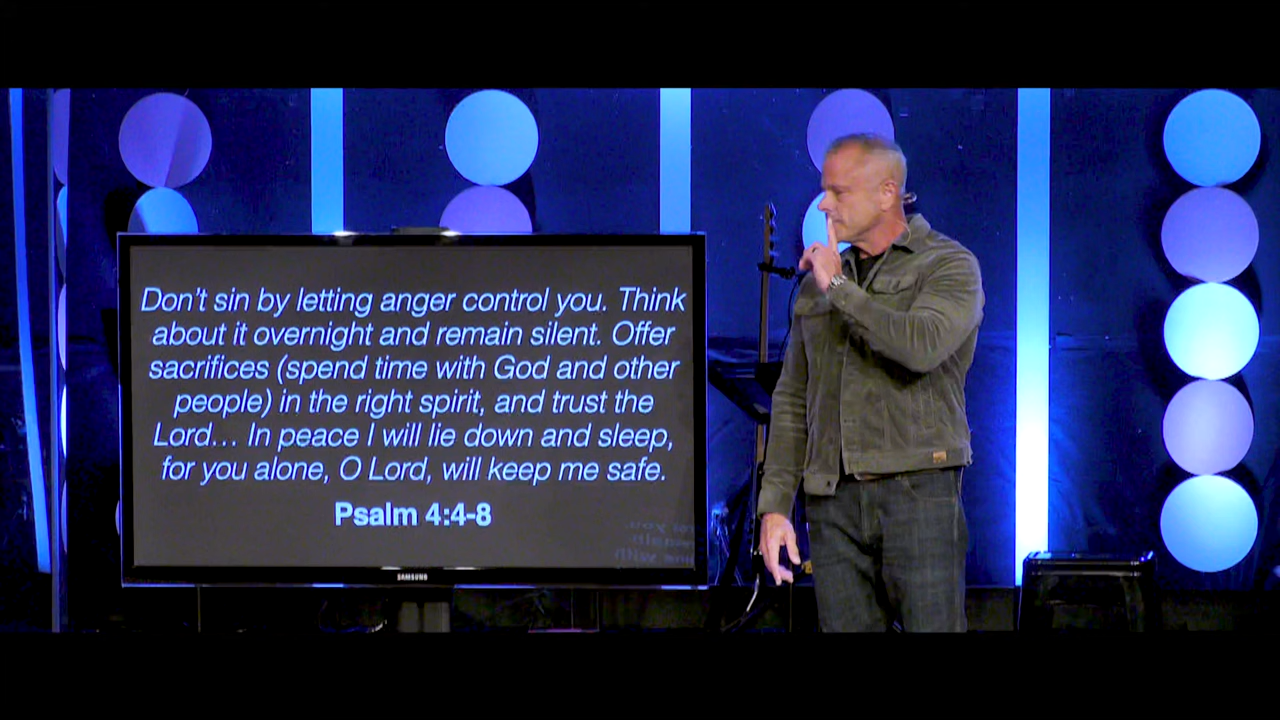 Don't sin by letting anger control you. Think
about it overnight and remain silent. Offer
sacrifices (spend time with God and other
people) in the right spirit, and trust the
Lord... In peace I will lie down and sleep,
for you alone, O Lord, will keep me safe.
Psalm 4:4-8
SAMSUNG